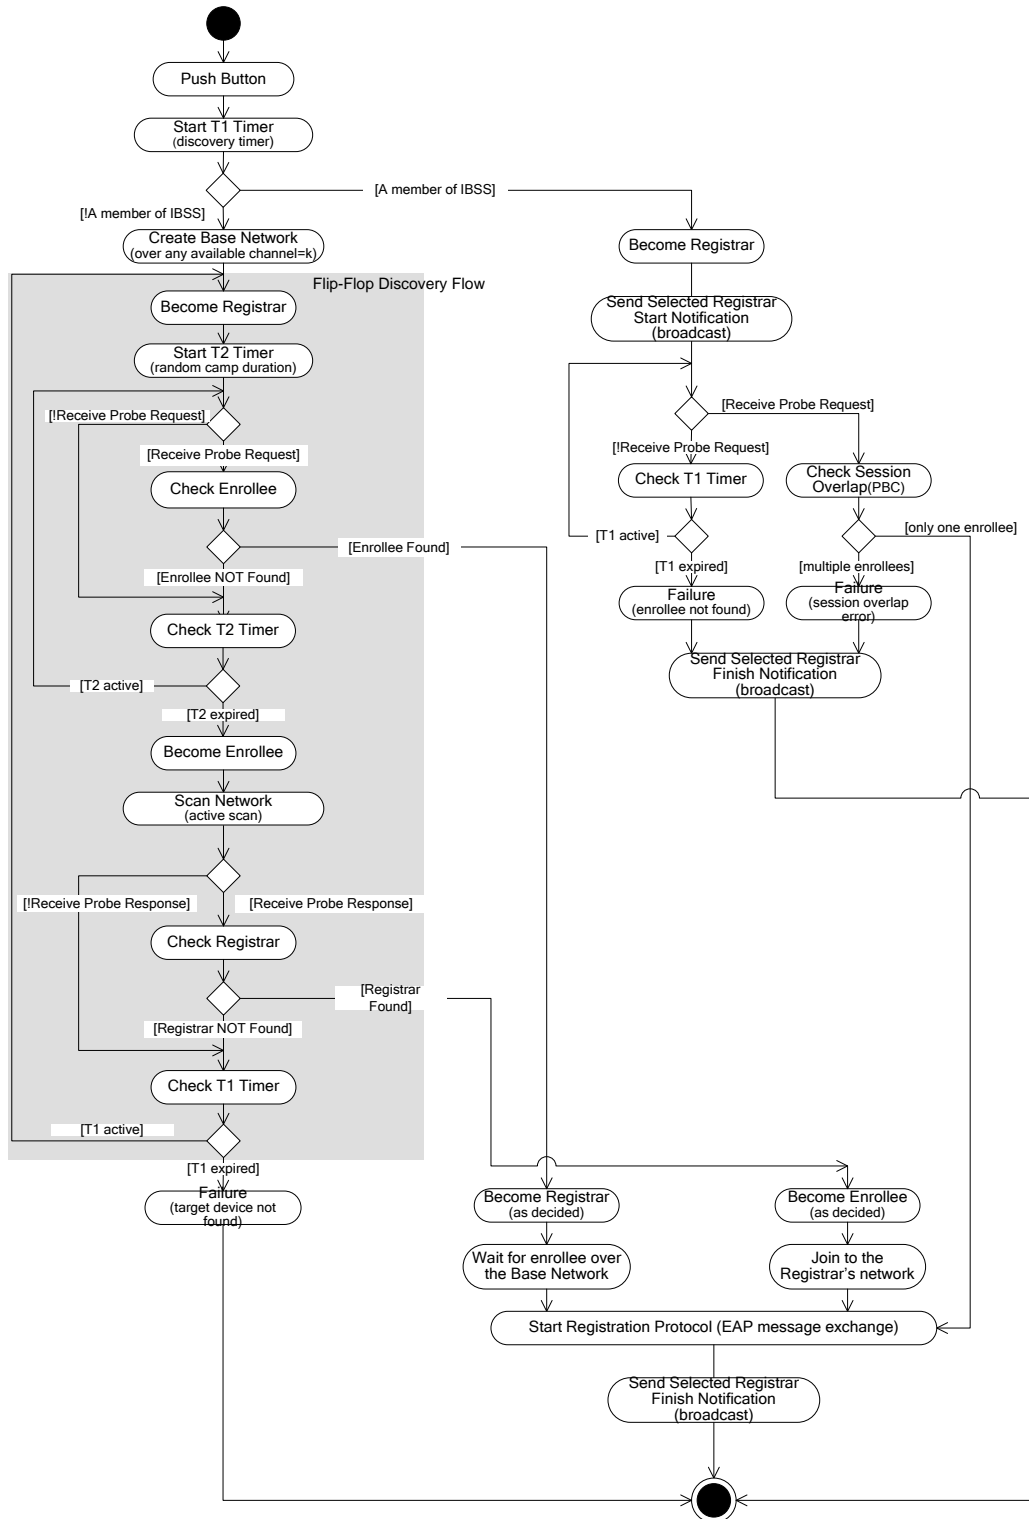 Push Button
Start T1 Timer
(discovery timer)
[A member of IBSS]
[!A member of IBSS]
Create Base Network
(over any available channel=k)
Flip-Flop Discovery Flow
Become Registrar
Start T2 Timer
(random camp duration)
[!Receive Probe Request]
[Receive Probe Request]
Check Enrollee
[Enrollee Found]
[Enrollee NOT Found]
Check T2 Timer
[T2 active]
[T2 expired]
Become Enrollee
Scan Network
(active scan)
[!Receive Probe Response]
[Receive Probe Response]
Check Registrar
[Registrar
Found]
[Registrar NOT Found]
Check T1 Timer
[T1 active]
[T1 expired]
Failure
(target device not
found)
Become Registrar
Send Selected Registrar
Start Notification
(broadcast)
[Receive Probe Request]
[!Receive Probe Request]
Check T1 Timer
Check Session
Overlap(PBC)
[T1 active]
[only one enrollee]
[T1 expired]
[multiple enrollees]
Failure
(enrollee not found)
Failure
(session overlap
error)
Send Selected Registrar
Finish Notification
(broadcast)
Become Registrar
(as decided)
Become Enrollee
(as decided)
Wait for enrollee over
the Base Network
Join to the
Registrar's network
Start Registration Protocol (EAP message exchange)
Send Selected Registrar
Finish Notification
(broadcast)